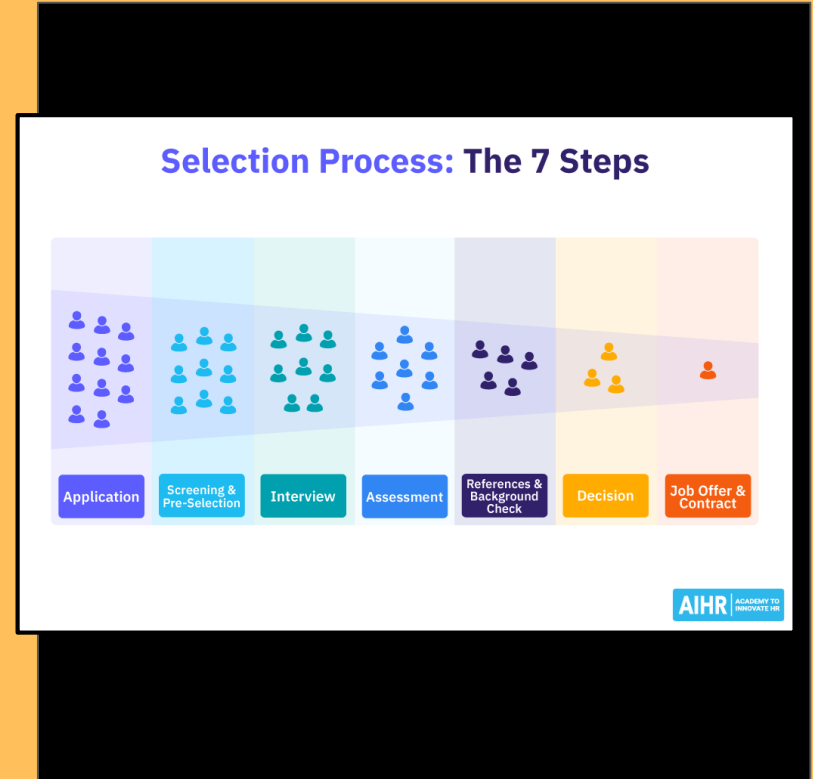 Selection Process: The 7 Steps
Application
Screening &
Pre-Selection
Interview
Assessment
References &
Background
Check
Decision
Job Offer &
Contract
AIHR
ACADEMY TO
INNOVATE HR